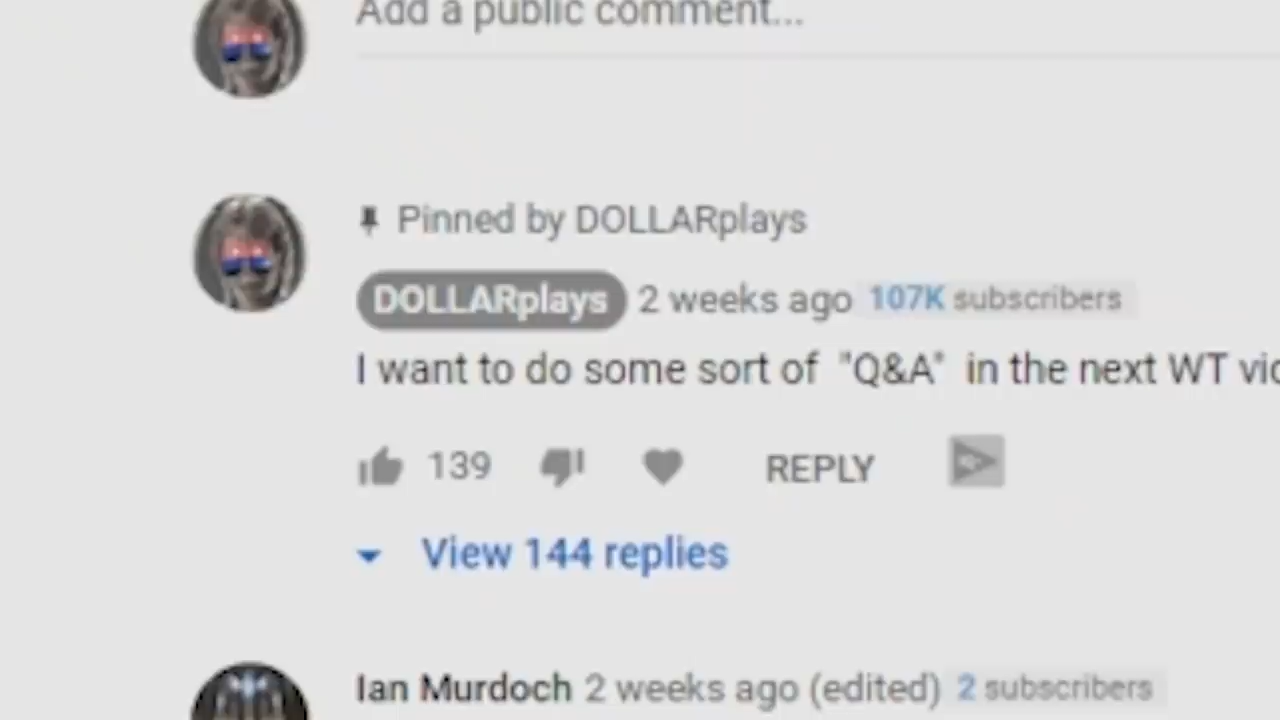 Add a public comment...
Pinned by DOLLARplays
DOLLARplays 2 weeks ago 107K subscribers
I want to do some sort of "Q&A" in the next WT vic
139 REPLY
View 144 replies
Ian Murdoch 2 weeks ago (edited) 2 subscribers